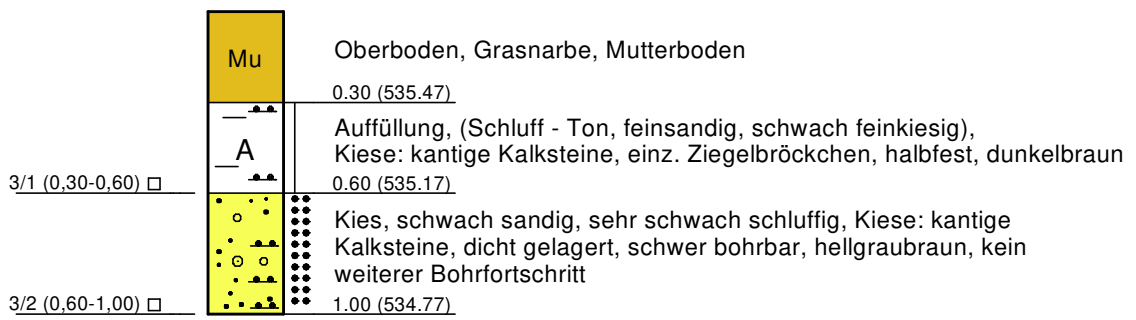 Mu
Oberboden, Grasnarbe, Mutterboden
0.30 (535.47)
A
Auffüllung, (Schluff - Ton, feinsandig, schwach feinkiesig),
Kiese: kantige Kalksteine, einz. Ziegelbröckchen, halbfest, dunkelbraun
3/1 (0,30-0,60)
0.60 (535.17)
Kies, schwach sandig, sehr schwach schluffig, Kiese: kantige
Kalksteine, dicht gelagert, schwer bohrbar, hellgraubraun, kein
weiterer Bohrfortschritt
3/2 (0,60-1,00)
1.00 (534.77)